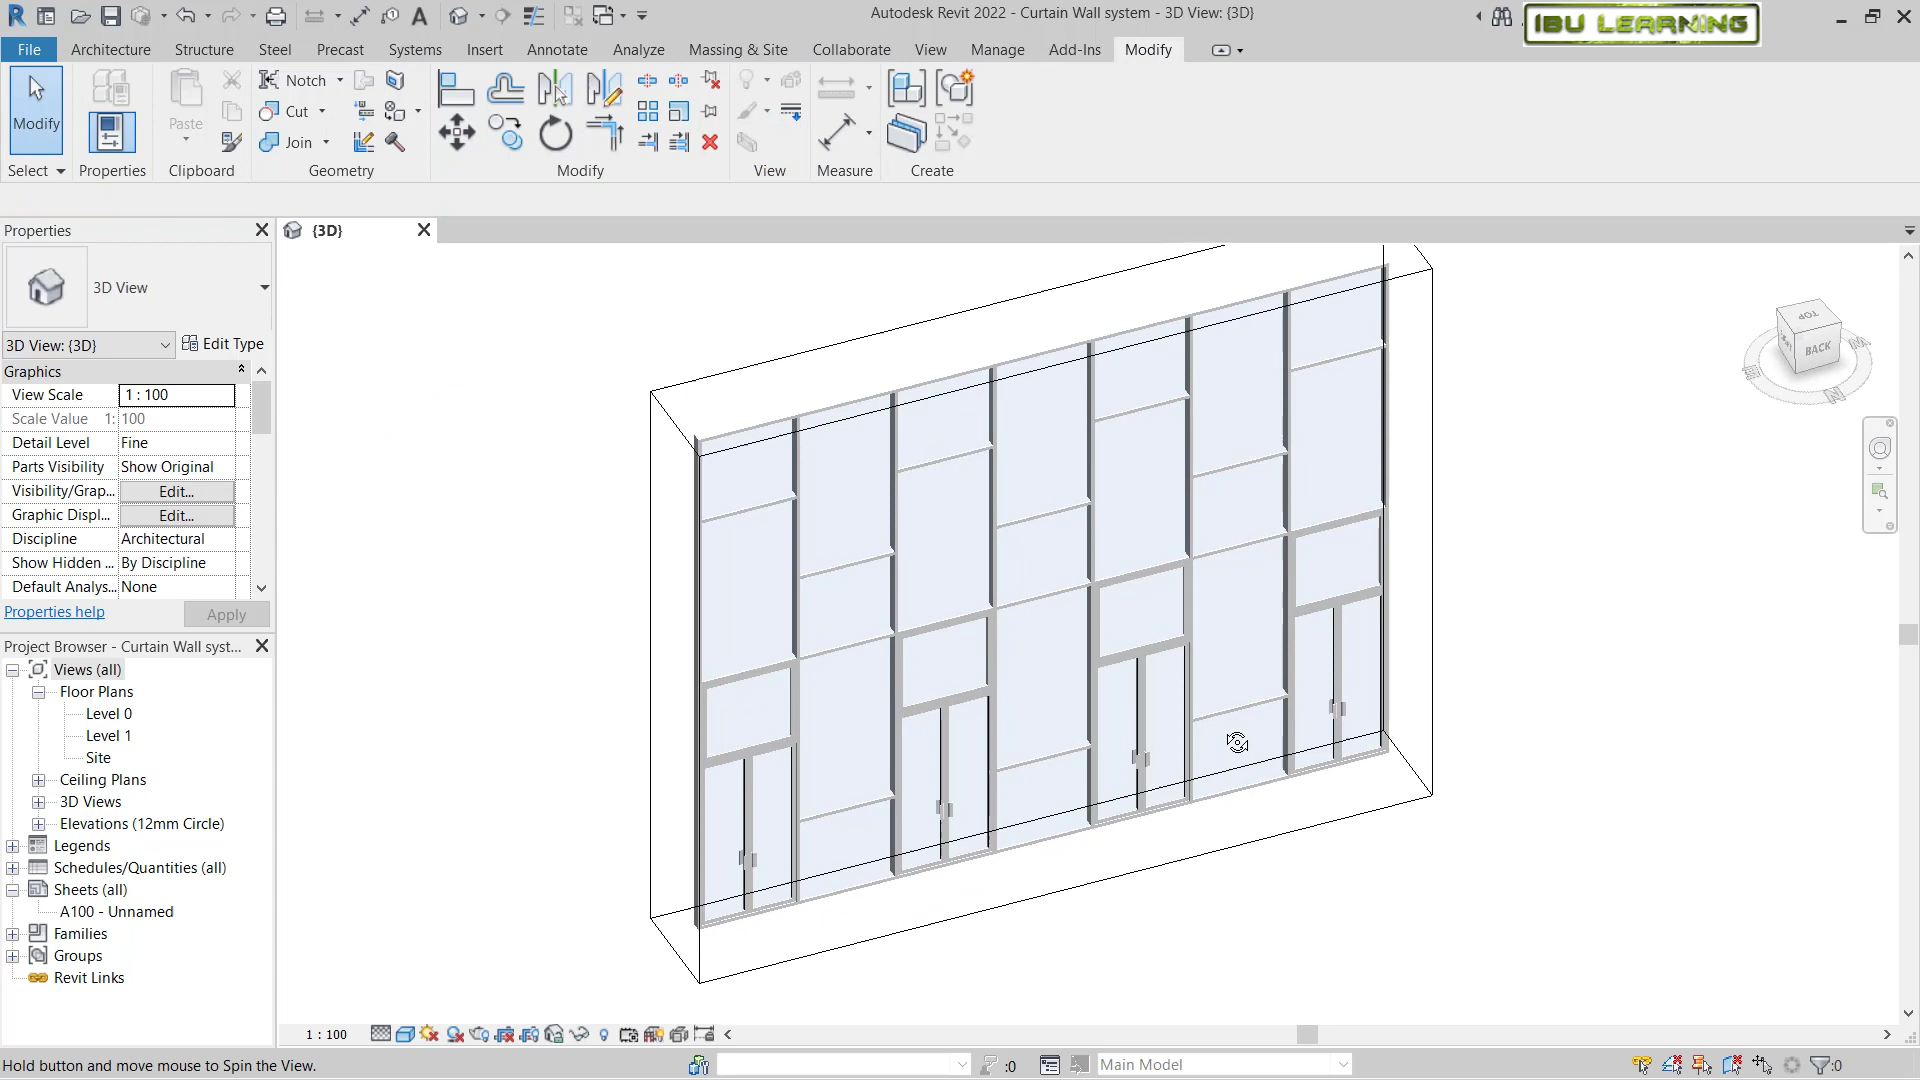 Autodesk Revit 2022 - Curtain Wall system - 3D View: {3D}
IBU LEARNING
File Architecture Structure Steel Precast Systems Insert Annotate Analyze Massing & Site Collaborate View Manage Add-Ins Modify
Modify
Paste
Notch
Cut
Join
Select Properties Clipboard Geometry Modify View Measure Create
Properties
{3D}
3D View
3D View: {3D} Edit Type
Graphics
View Scale 1 : 100
Scale Value 1: 100
Detail Level Fine
Parts Visibility Show Original
Visibility/Grap... Edit...
Graphic Displ... Edit...
Discipline Architectural
Show Hidden ... By Discipline
Default Analys... None
Properties help Apply
Project Browser - Curtain Wall syst...
Views (all)
Floor Plans
Level 0
Level 1
Site
Ceiling Plans
3D Views
Elevations (12mm Circle)
Legends
Schedules/Quantities (all)
Sheets (all)
A100 - Unnamed
Families
Groups
Revit Links
TOP
BACK
1 : 100
Hold button and move mouse to Spin the View.
:0
Main Model
:0